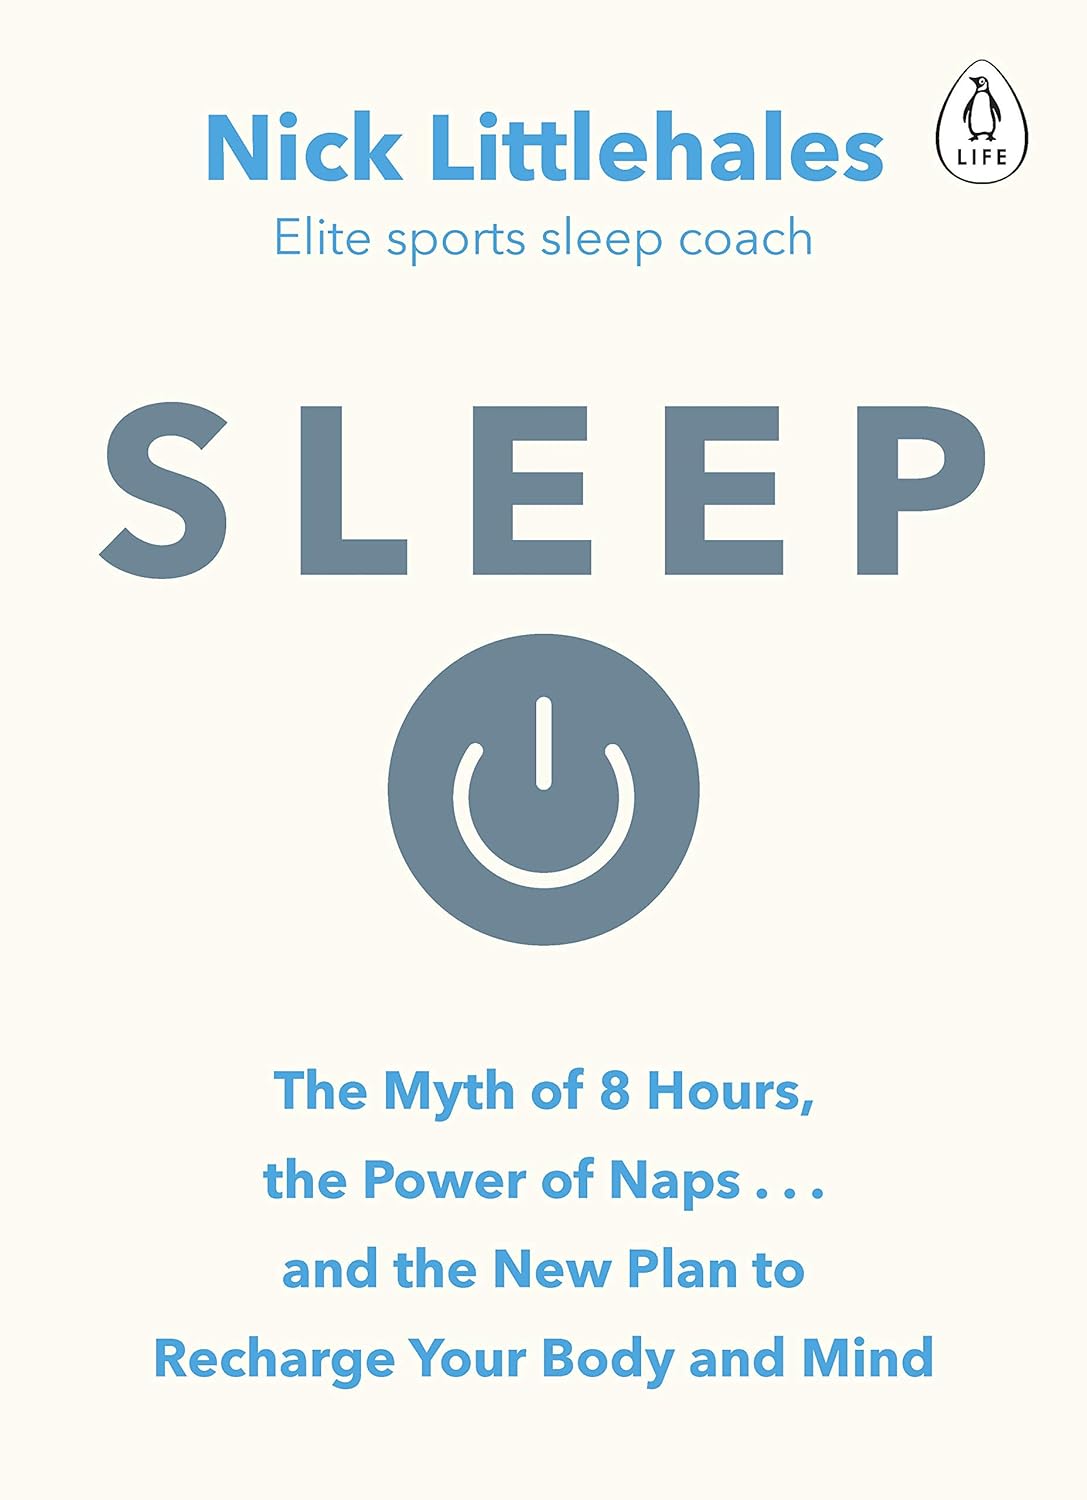 Nick Littlehales
LIFE
Elite sports sleep coach
SLEEP
The Myth of 8 Hours,
the Power of Naps . . .
and the New Plan to
Recharge Your Body and Mind